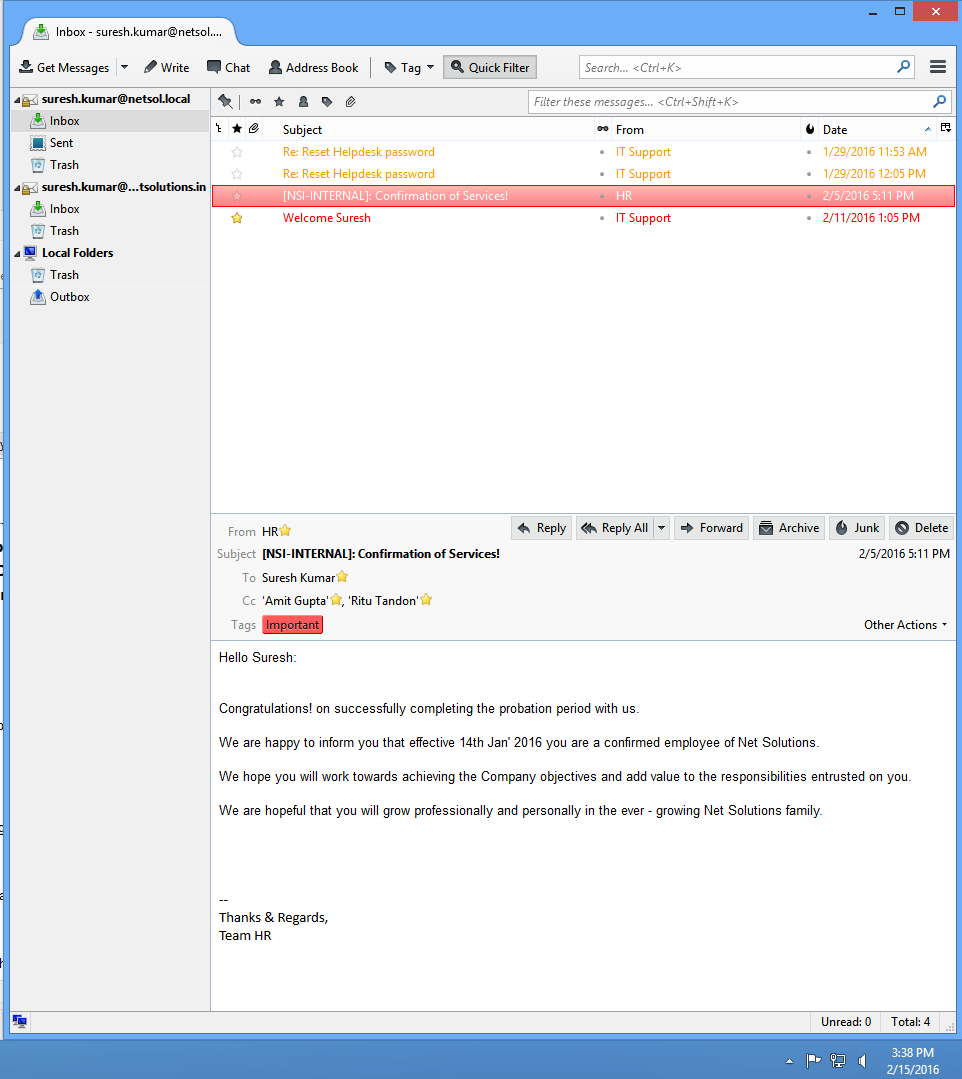 Inbox - suresh.kumar@netsol....
Get Messages Write Chat Address Book Tag Quick Filter Search... <Ctrl+K>
suresh.kumar@netsol.local
Inbox
Sent
Trash
suresh.kumar@...tsolutions.in
Inbox
Trash
Local Folders
Trash
Outbox
Filter these messages... <Ctrl+Shift+K>
Subject From Date
Re: Reset Helpdesk password IT Support 1/29/2016 11:53 AM
Re: Reset Helpdesk password IT Support 1/29/2016 12:05 PM
[NSI-INTERNAL]: Confirmation of Services! HR 2/5/2016 5:11 PM
Welcome Suresh IT Support 2/11/2016 1:05 PM
From HR Reply Reply All Forward Archive Junk Delete
Subject [NSI-INTERNAL]: Confirmation of Services! 2/5/2016 5:11 PM
To Suresh Kumar
Cc 'Amit Gupta', 'Ritu Tandon'
Tags Important Other Actions
Hello Suresh:
Congratulations! on successfully completing the probation period with us.
We are happy to inform you that effective 14th Jan' 2016 you are a confirmed employee of Net Solutions.
We hope you will work towards achieving the Company objectives and add value to the responsibilities entrusted on you.
We are hopeful that you will grow professionally and personally in the ever - growing Net Solutions family.
--
Thanks & Regards,
Team HR
Unread: 0 Total: 4
3:38 PM
2/15/2016